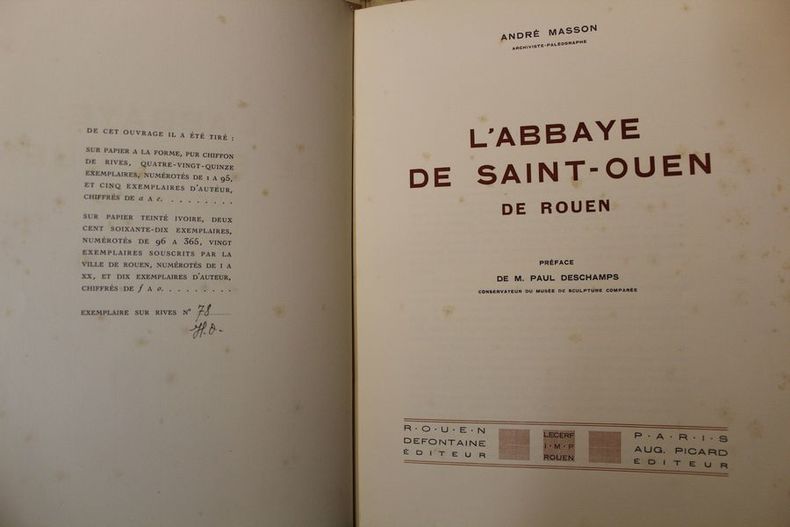 DE CET OUVRAGE IL A ÉTÉ TIRÉ :
SUR PAPIER A LA FORME, PUR CHIFFON
DE RIVES, QUATRE-VINGT-QUINZE
EXEMPLAIRES, NUMÉROTÉS DE 1 A 95,
ET CINQ EXEMPLAIRES D'AUTEUR,
CHIFFRÉS DE a A e. . . . . . . . .
SUR PAPIER TEINTÉ IVOIRE, DEUX
CENT SOIXANTE-DIX EXEMPLAIRES,
NUMÉROTÉS DE 96 A 365, VINGT
EXEMPLAIRES SOUSCRITS PAR LA
VILLE DE ROUEN, NUMÉROTÉS DE I A
XX, ET DIX EXEMPLAIRES D'AUTEUR,
CHIFFRÉS DE f A o. . . . . . . . .
EXEMPLAIRE SUR RIVES N° 78
ANDRÉ MASSON
ARCHIVISTE-PALÉOGRAPHE
L'ABBAYE
DE SAINT-OUEN
DE ROUEN
PRÉFACE
DE M. PAUL DESCHAMPS
CONSERVATEUR DU MUSÉE DE SCULPTURE COMPARÉE
R·O·U·E·N
DEFONTAINE
ÉDITEUR
LECERF
I·M·P
ROUEN
P·A·R·I·S
AUG. PICARD
ÉDITEUR